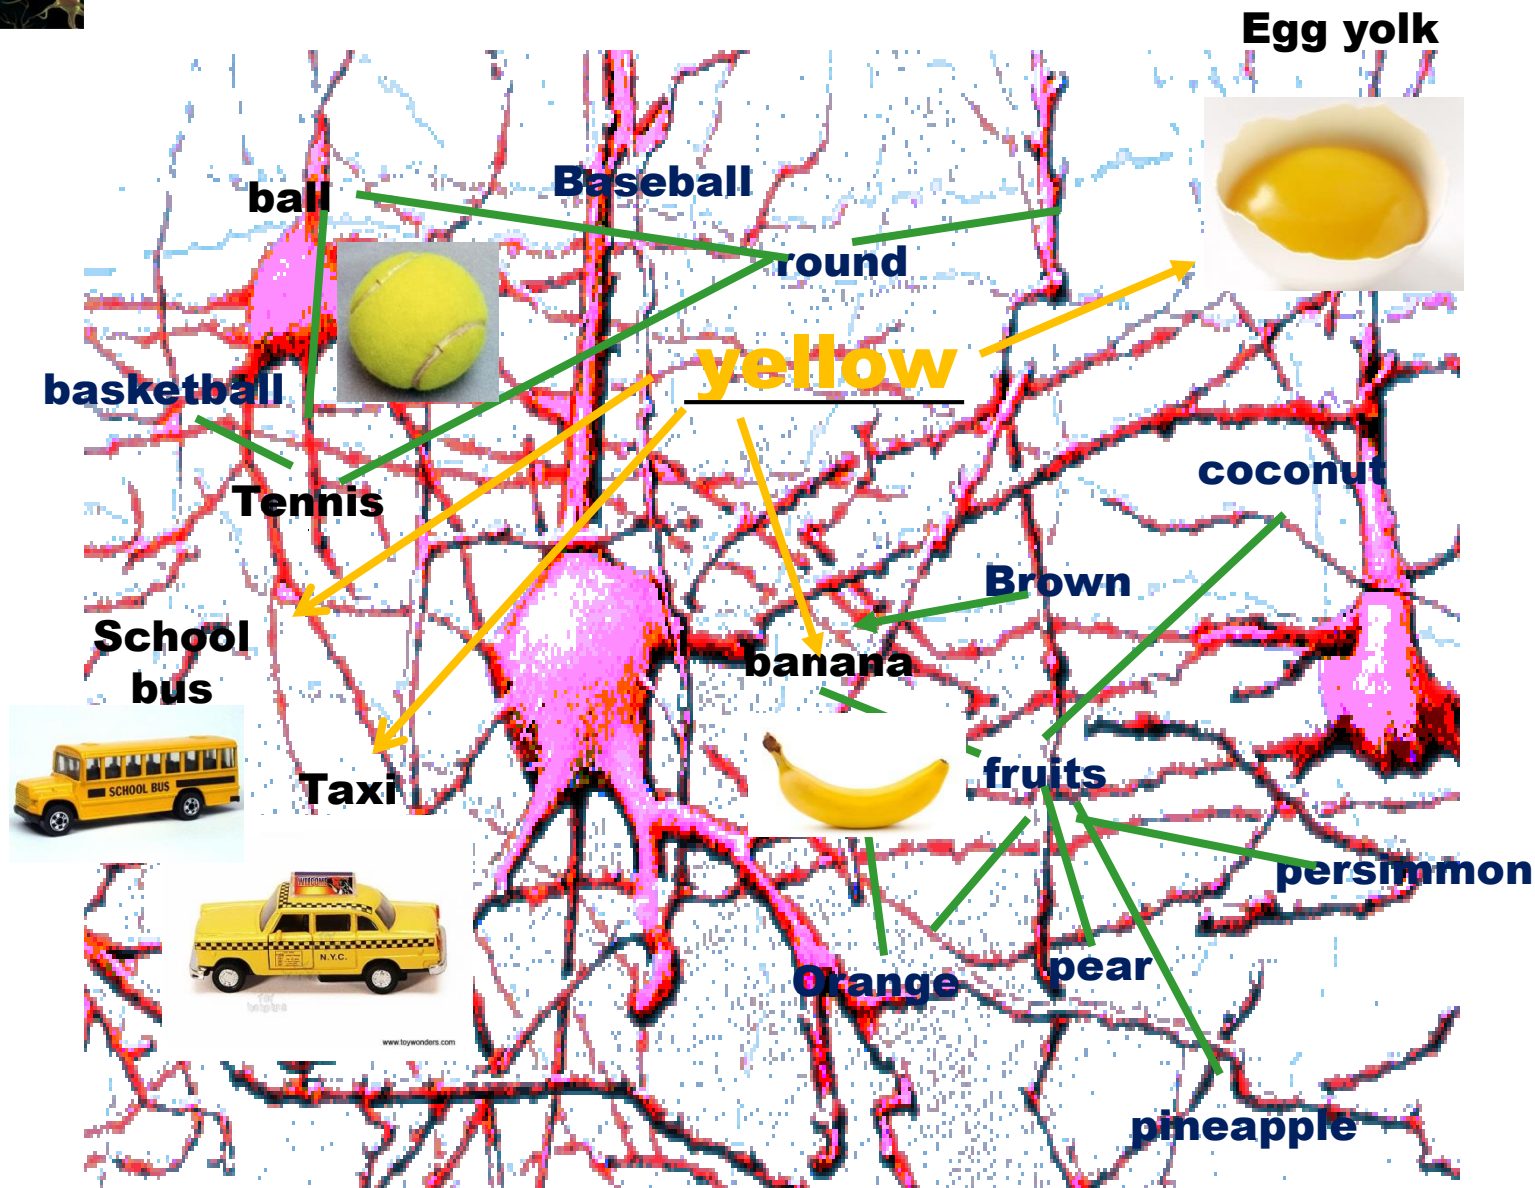 Egg yolk
Baseball
ball
round
yellow
basketball
coconut
Tennis
Brown
School
bus
banana
SCHOOL BUS
Taxi
fruits
persimmon
WELCOME
N.Y.C.
Orange
pear
www.toywonders.com
pineapple